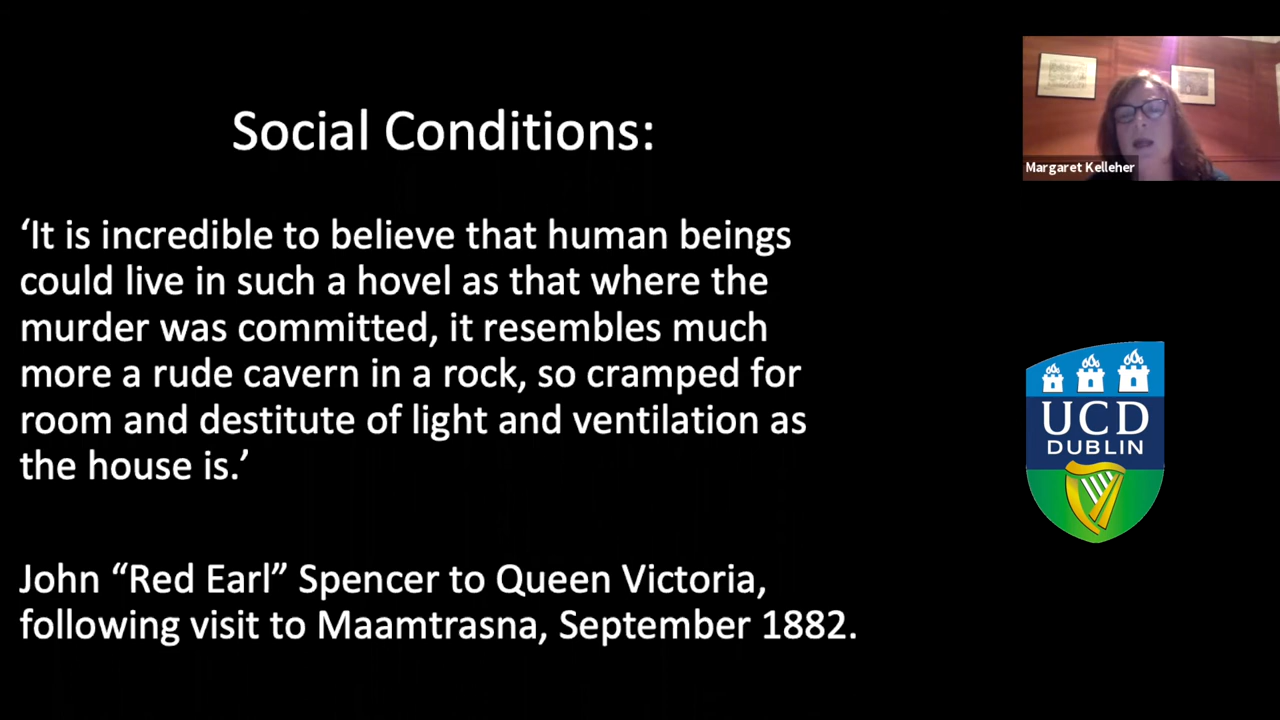 Social Conditions:
‘It is incredible to believe that human beings
could live in such a hovel as that where the
murder was committed, it resembles much
more a rude cavern in a rock, so cramped for
room and destitute of light and ventilation as
the house is.’
John “Red Earl” Spencer to Queen Victoria,
following visit to Maamtrasna, September 1882.
Margaret Kelleher
UCD
DUBLIN